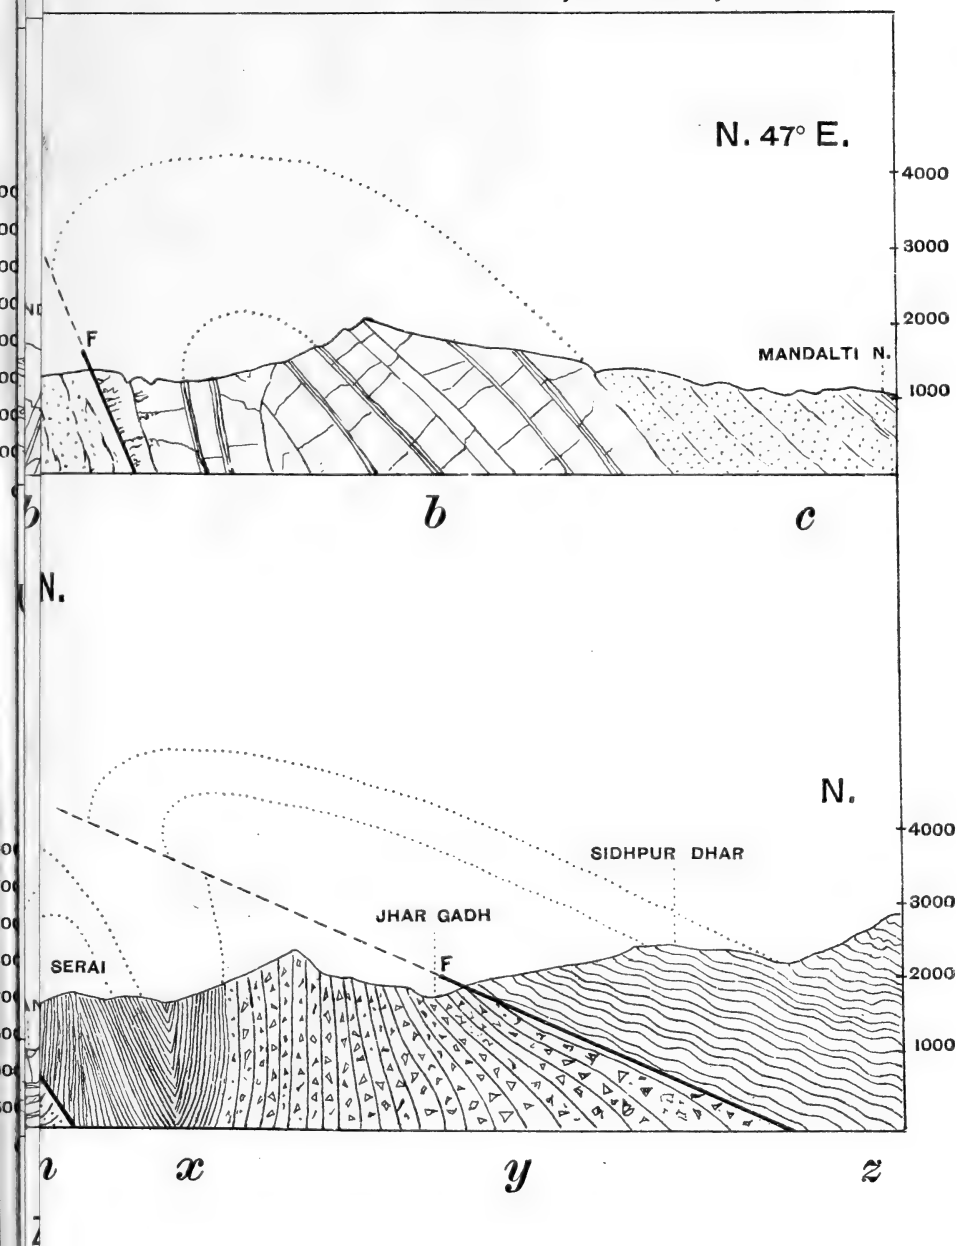 N. 47° E.
4000
3000
2000
F
MANDALTI N.
1000
b
b
c
N.
N.
4000
SIDHPUR DHAR
3000
JHAR GADH
SERAI
F
2000
1000
x
y
z